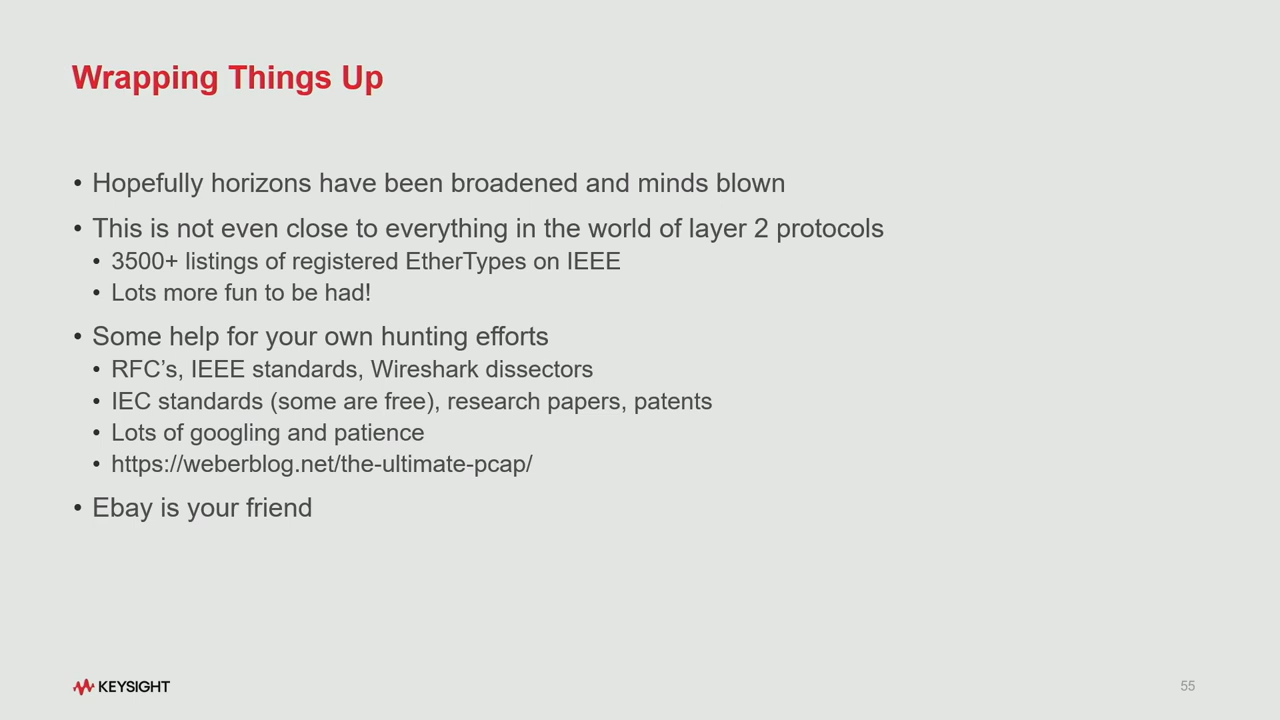 Wrapping Things Up
• Hopefully horizons have been broadened and minds blown
• This is not even close to everything in the world of layer 2 protocols
• 3500+ listings of registered EtherTypes on IEEE
• Lots more fun to be had!
• Some help for your own hunting efforts
• RFC’s, IEEE standards, Wireshark dissectors
• IEC standards (some are free), research papers, patents
• Lots of googling and patience
• https://weberblog.net/the-ultimate-pcap/
• Ebay is your friend
KEYSIGHT
55